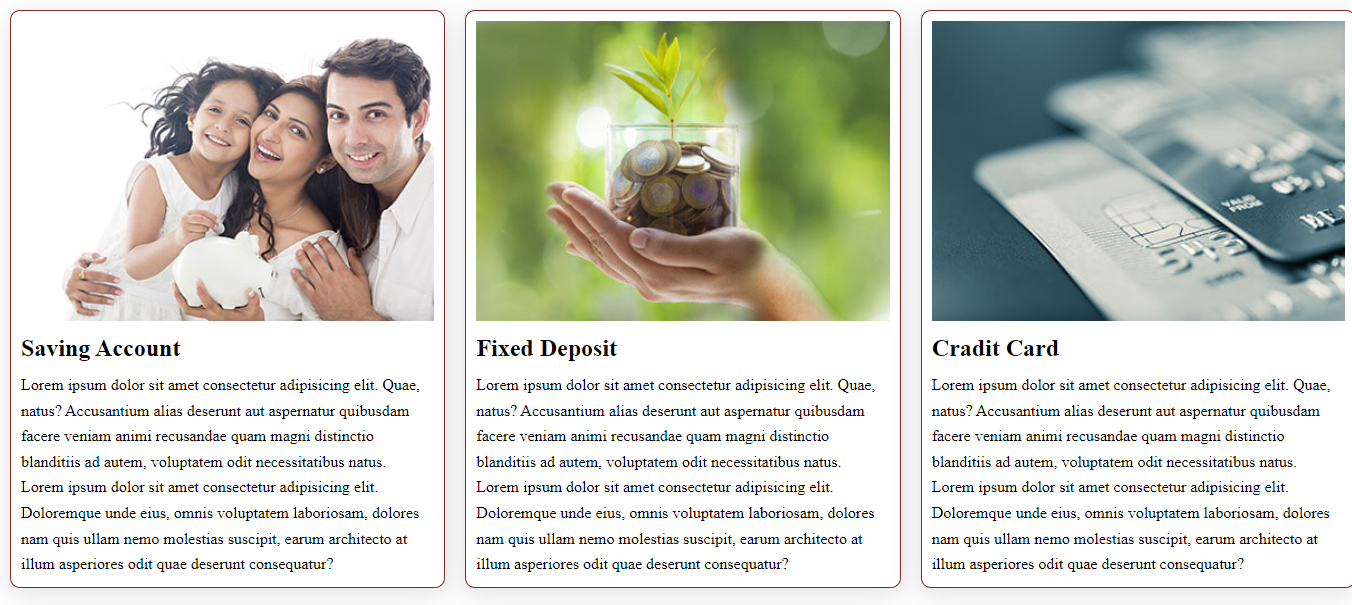 Saving Account
Lorem ipsum dolor sit amet consectetur adipisicing elit. Quae,
natus? Accusantium alias deserunt aut aspernatur quibusdam
facere veniam animi recusandae quam magni distinctio
blanditiis ad autem, voluptatem odit necessitatibus natus.
Lorem ipsum dolor sit amet consectetur adipisicing elit.
Doloremque unde eius, omnis voluptatem laboriosam, dolores
nam quis ullam nemo molestias suscipit, earum architecto at
illum asperiores odit quae deserunt consequatur?
Fixed Deposit
Lorem ipsum dolor sit amet consectetur adipisicing elit. Quae,
natus? Accusantium alias deserunt aut aspernatur quibusdam
facere veniam animi recusandae quam magni distinctio
blanditiis ad autem, voluptatem odit necessitatibus natus.
Lorem ipsum dolor sit amet consectetur adipisicing elit.
Doloremque unde eius, omnis voluptatem laboriosam, dolores
nam quis ullam nemo molestias suscipit, earum architecto at
illum asperiores odit quae deserunt consequatur?
VALID
FROM
Cradit Card
Lorem ipsum dolor sit amet consectetur adipisicing elit. Quae,
natus? Accusantium alias deserunt aut aspernatur quibusdam
facere veniam animi recusandae quam magni distinctio
blanditiis ad autem, voluptatem odit necessitatibus natus.
Lorem ipsum dolor sit amet consectetur adipisicing elit.
Doloremque unde eius, omnis voluptatem laboriosam, dolores
nam quis ullam nemo molestias suscipit, earum architecto at
illum asperiores odit quae deserunt consequatur?